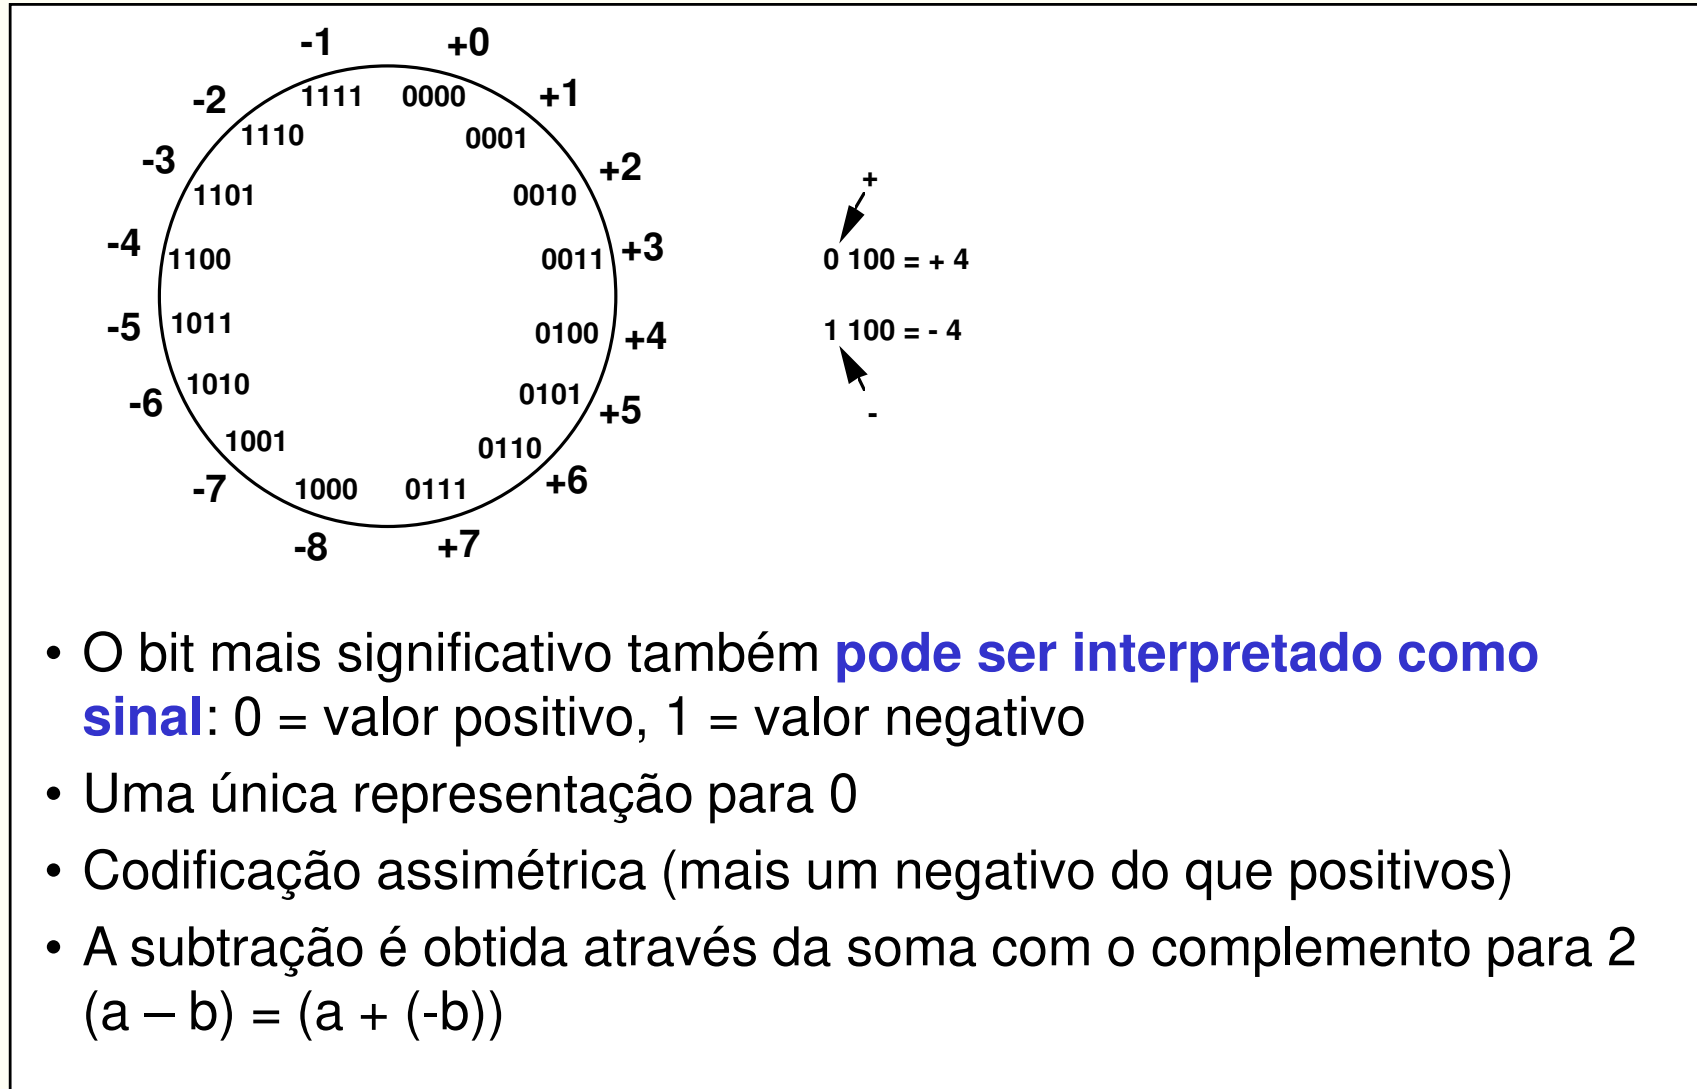 -1 +0
-2 1111 0000 +1
1110 0001
-3 +2
1101 0010 +
-4 1100 0011 +3 0 100 = + 4
-5 1011 0100 +4 1 100 = - 4
1010 0101
-6 +5 -
1001 0110
-7 1000 0111 +6
-8 +7
• O bit mais significativo também pode ser interpretado como
sinal: 0 = valor positivo, 1 = valor negativo
• Uma única representação para 0
• Codificação assimétrica (mais um negativo do que positivos)
• A subtração é obtida através da soma com o complemento para 2
(a – b) = (a + (-b))